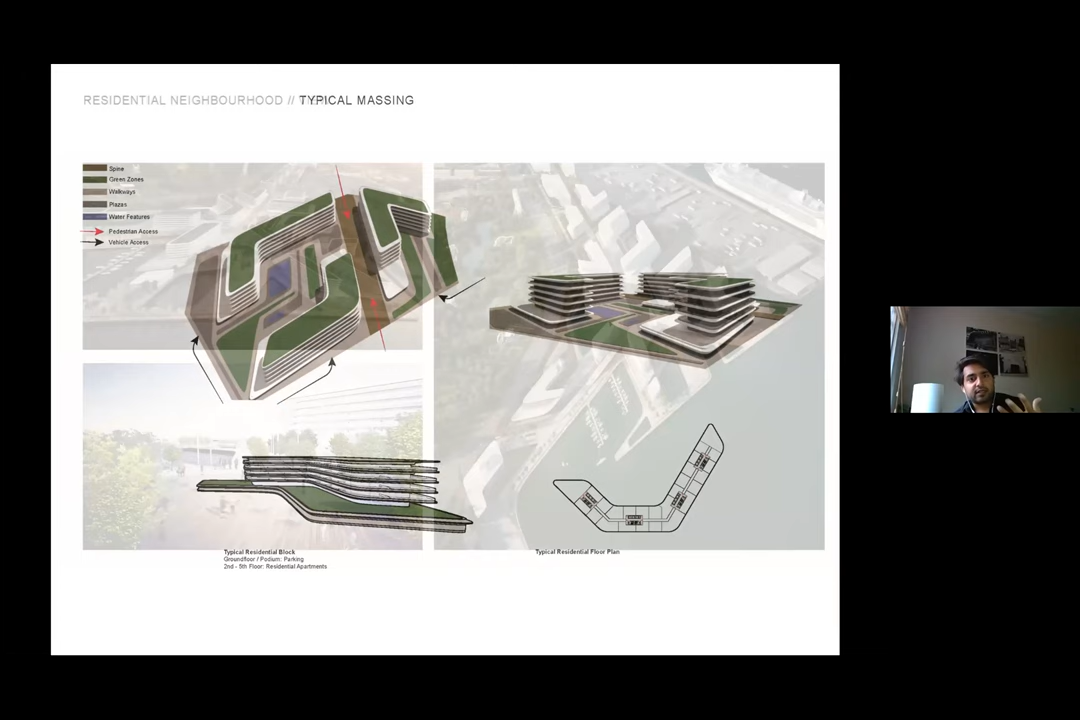 RESIDENTIAL NEIGHBOURHOOD // TYPICAL MASSING
Spine
Green Zones
Walkways
Plazas
Water Features
Pedestrian Access
Vehicle Access
Typical Residential Block
Groundfloor / Podium: Parking
2nd - 5th Floor: Residential Apartments
Typical Residential Floor Plan